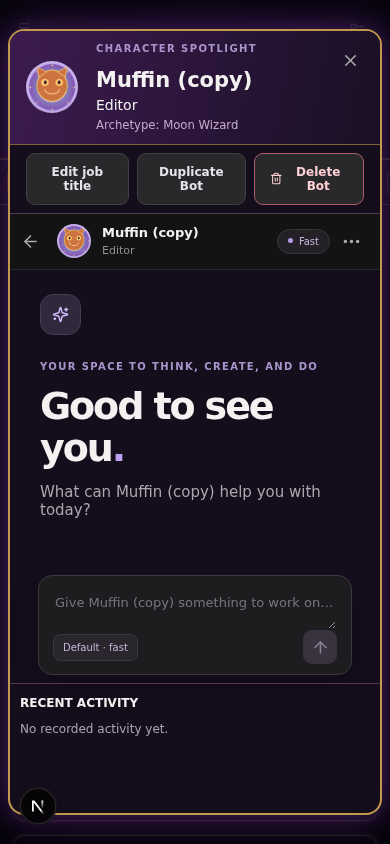 CHARACTER SPOTLIGHT
Muffin (copy)
Editor
Archetype: Moon Wizard
Edit job
title
Duplicate
Bot
Delete
Bot
Muffin (copy)
Editor
Fast
YOUR SPACE TO THINK, CREATE, AND DO
Good to see
you.
What can Muffin (copy) help you with
today?
Give Muffin (copy) something to work on...
Default · fast
RECENT ACTIVITY
No recorded activity yet.
N